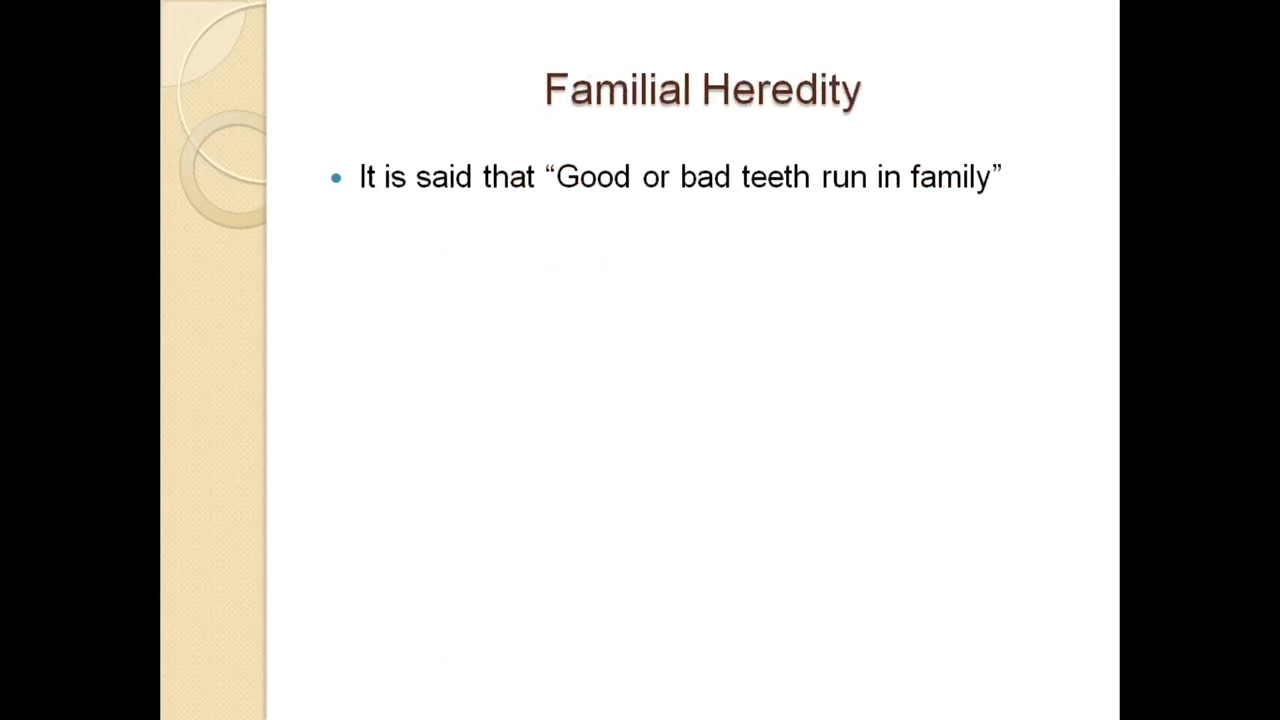 Familial Heredity
• It is said that “Good or bad teeth run in family”